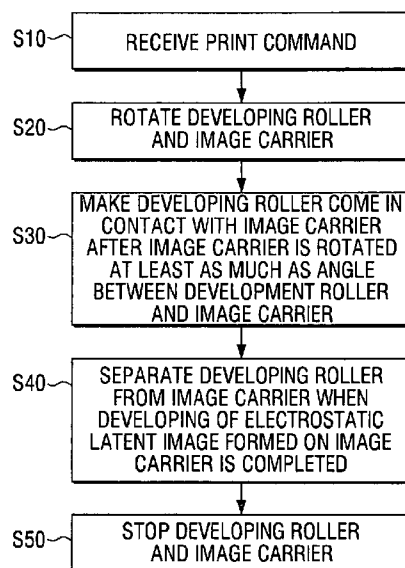 S10
RECEIVE PRINT COMMAND
S20
ROTATE DEVELOPING ROLLER
AND IMAGE CARRIER
S30
MAKE DEVELOPING ROLLER COME IN
CONTACT WITH IMAGE CARRIER
AFTER IMAGE CARRIER IS ROTATED
AT LEAST AS MUCH AS ANGLE
BETWEEN DEVELOPMENT ROLLER
AND IMAGE CARRIER
S40
SEPARATE DEVELOPING ROLLER
FROM IMAGE CARRIER WHEN
DEVELOPING OF ELECTROSTATIC
LATENT IMAGE FORMED ON IMAGE
CARRIER IS COMPLETED
S50
STOP DEVELOPING ROLLER
AND IMAGE CARRIER